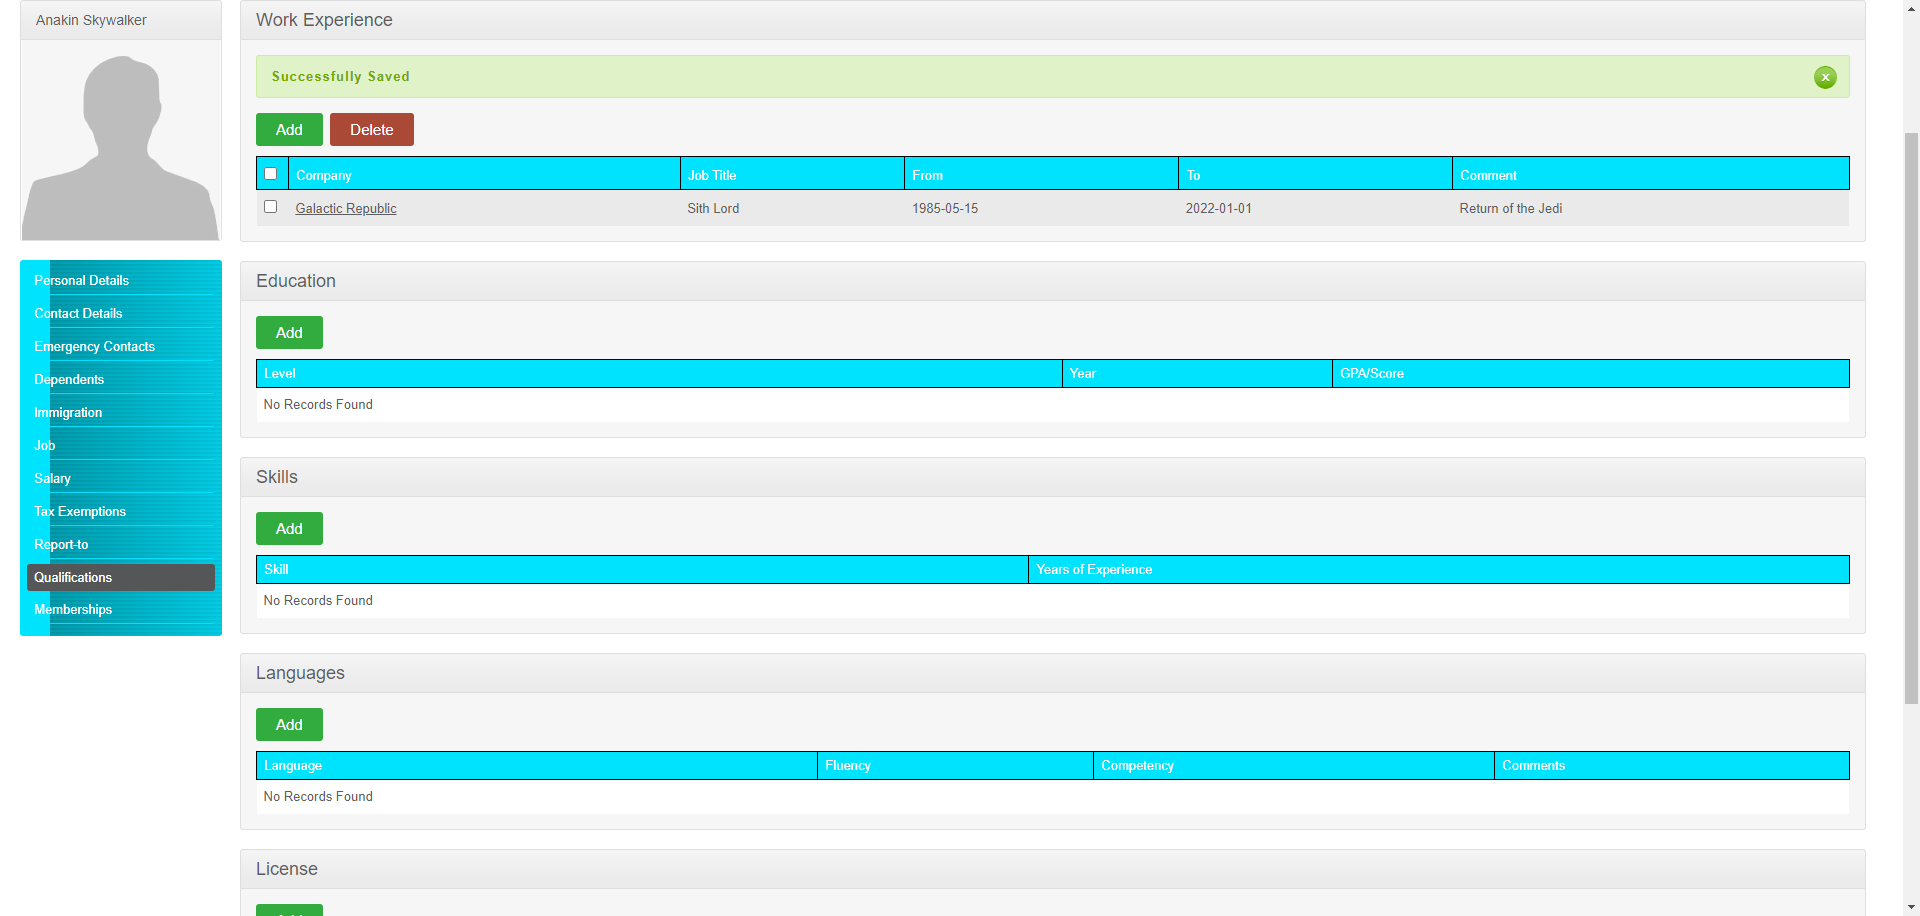 Anakin Skywalker
Personal Details
Contact Details
Emergency Contacts
Dependents
Immigration
Job
Salary
Tax Exemptions
Report-to
Qualifications
Memberships
Work Experience
Successfully Saved
x
Add Delete
Company Job Title From To Comment
Galactic Republic Sith Lord 1985-05-15 2022-01-01 Return of the Jedi
Education
Add
Level Year GPA/Score
No Records Found
Skills
Add
Skill Years of Experience
No Records Found
Languages
Add
Language Fluency Competency Comments
No Records Found
License